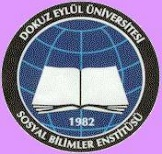 DOKUZ EYLÜL ÜNİVERSİTESİ
1982
SOSYAL BİLİMLER ENSTİTÜSÜ